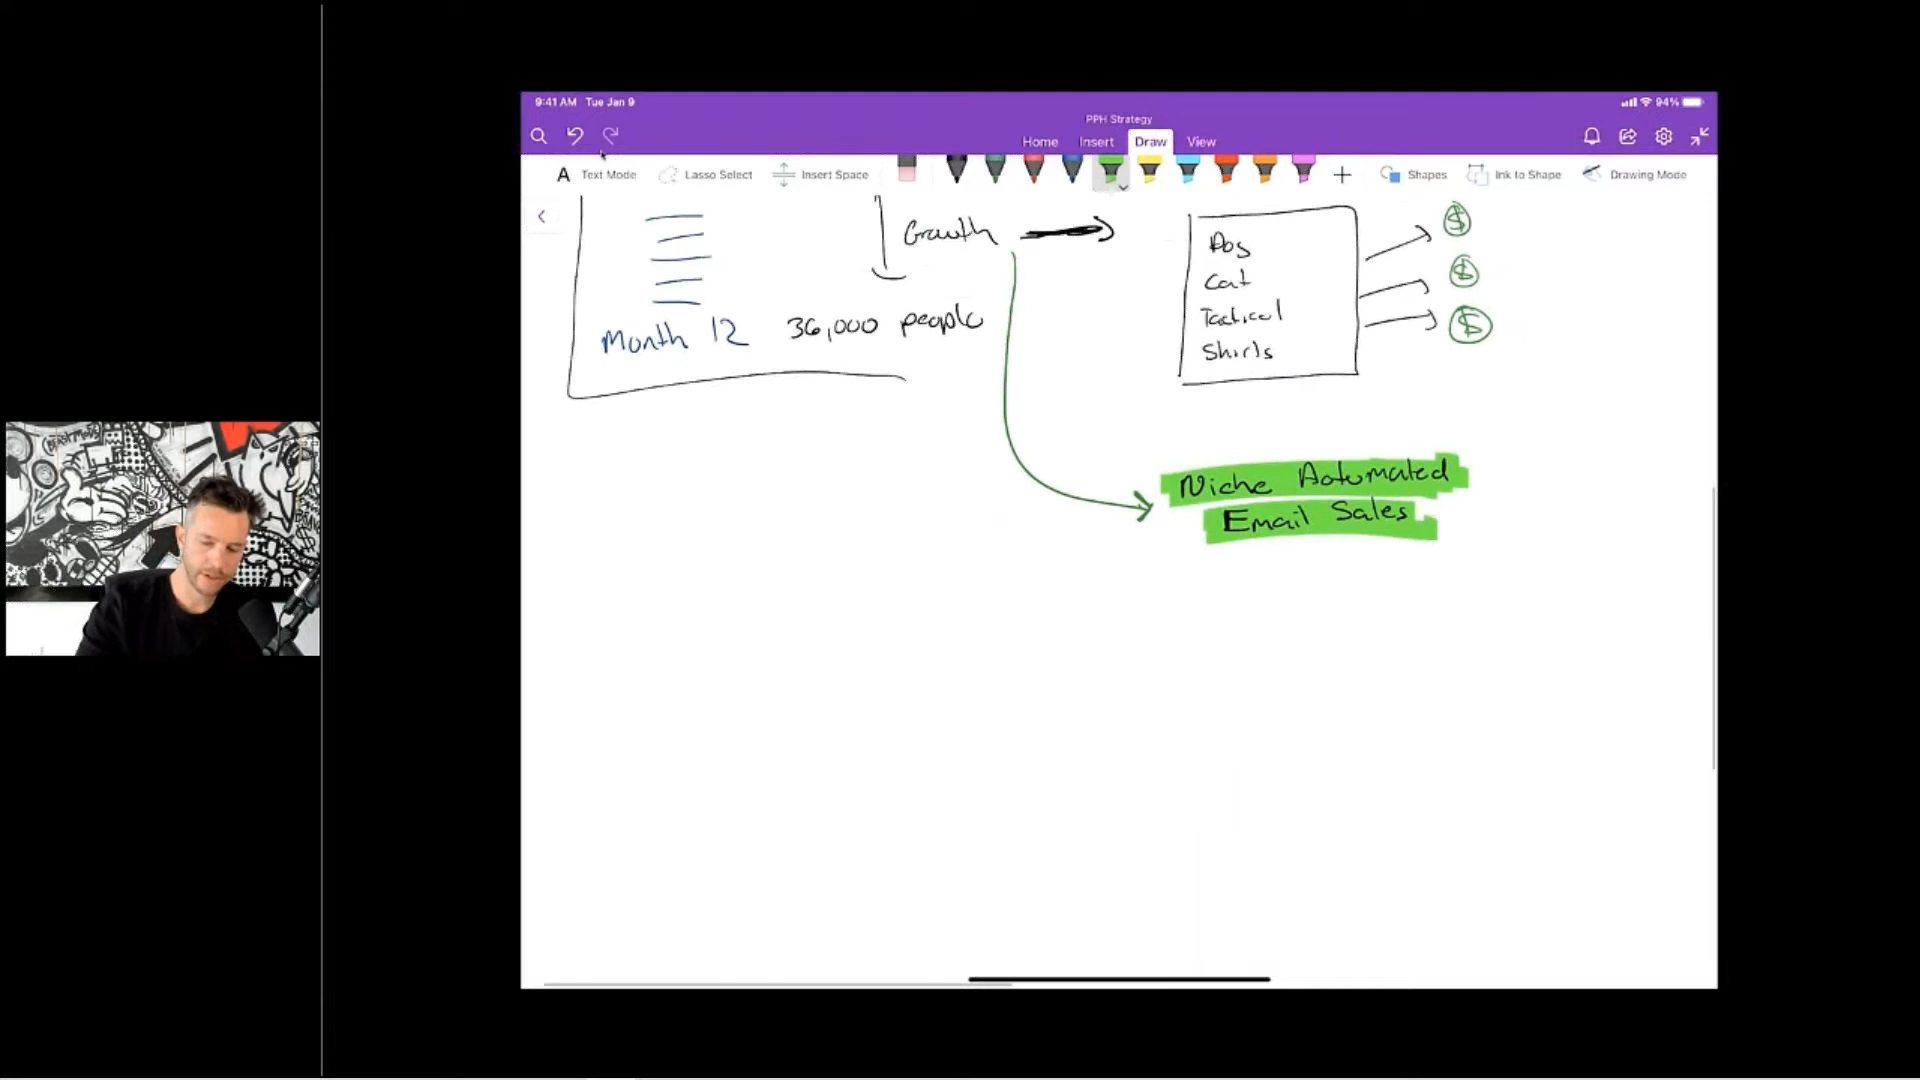 9:41 AM Tue Jan 9
94%
PPH Strategy
Home Insert Draw View
A Text Mode Lasso Select Insert Space Shapes Ink to Shape Drawing Mode
Growth
Month 12 36,000 people
Dog
Cat
Tactical
Shirts
$
$
$
Niche Automated
Email Sales